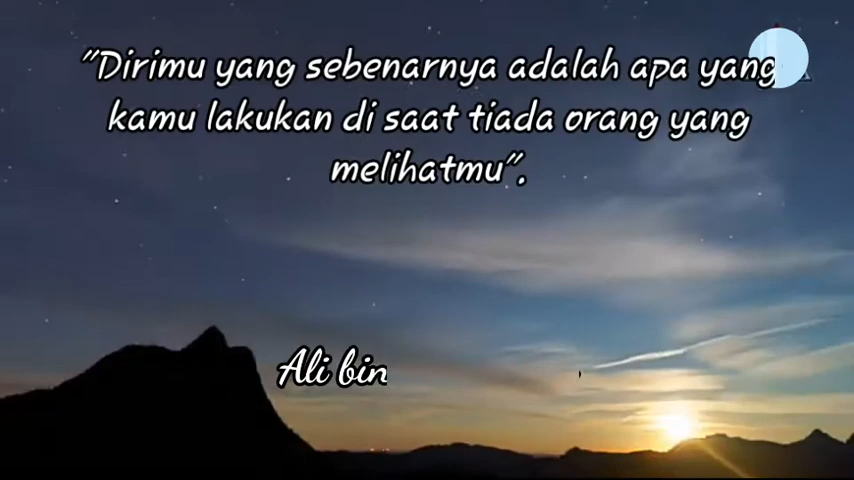 "Dirimu yang sebenarnya adalah apa yang
kamu lakukan di saat tiada orang yang
melihatmu".
Ali bin